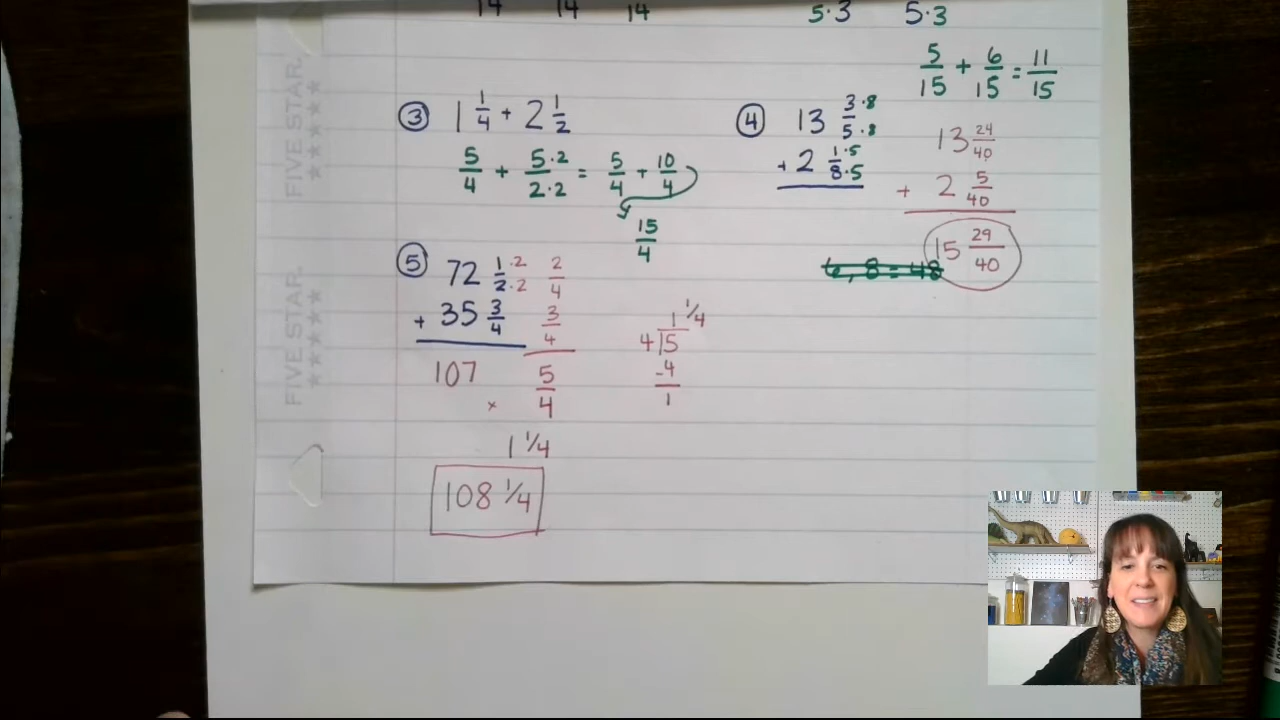 14 14 14
5·3 5·3
5/15 + 6/15 = 11/15
③ 1 1/4 + 2 1/2
5/4 + 5·2/2·2 = 5/4 + 10/4
15/4
④ 13 3·8/5·8
+ 2 1·5/8·5
13 24/40
+ 2 5/40
15 29/40
6, 8 = 48
⑤ 72 1·2/2·2 2/4
+ 35 3/4 3/4
107 5/4
×
1 1/4
108 1/4
1 1/4
4⟌5
-4
1
FIVE STAR.
FIVE STAR.